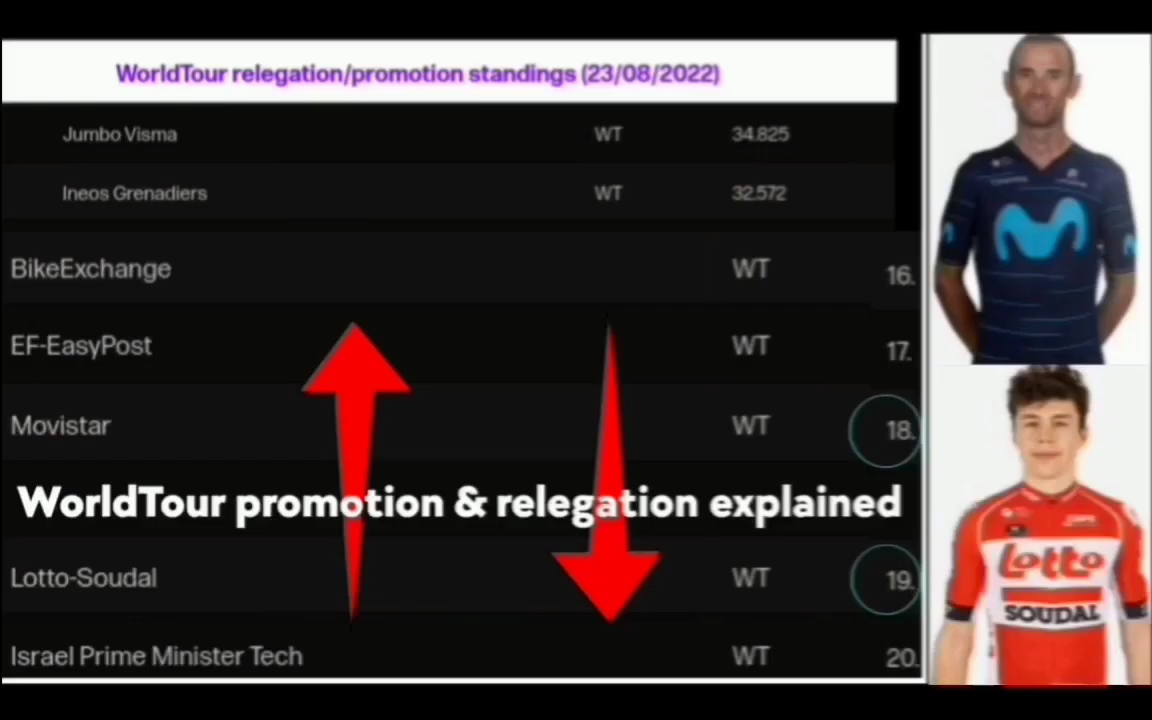 WorldTour relegation/promotion standings (23/08/2022)
Jumbo Visma WT 34.825
Ineos Grenadiers WT 32.572
BikeExchange WT 16.
EF-EasyPost WT 17.
Movistar WT 18.
WorldTour promotion & relegation explained
Lotto-Soudal WT 19.
Israel Prime Minister Tech WT 20.
Lotto
SOUDAL